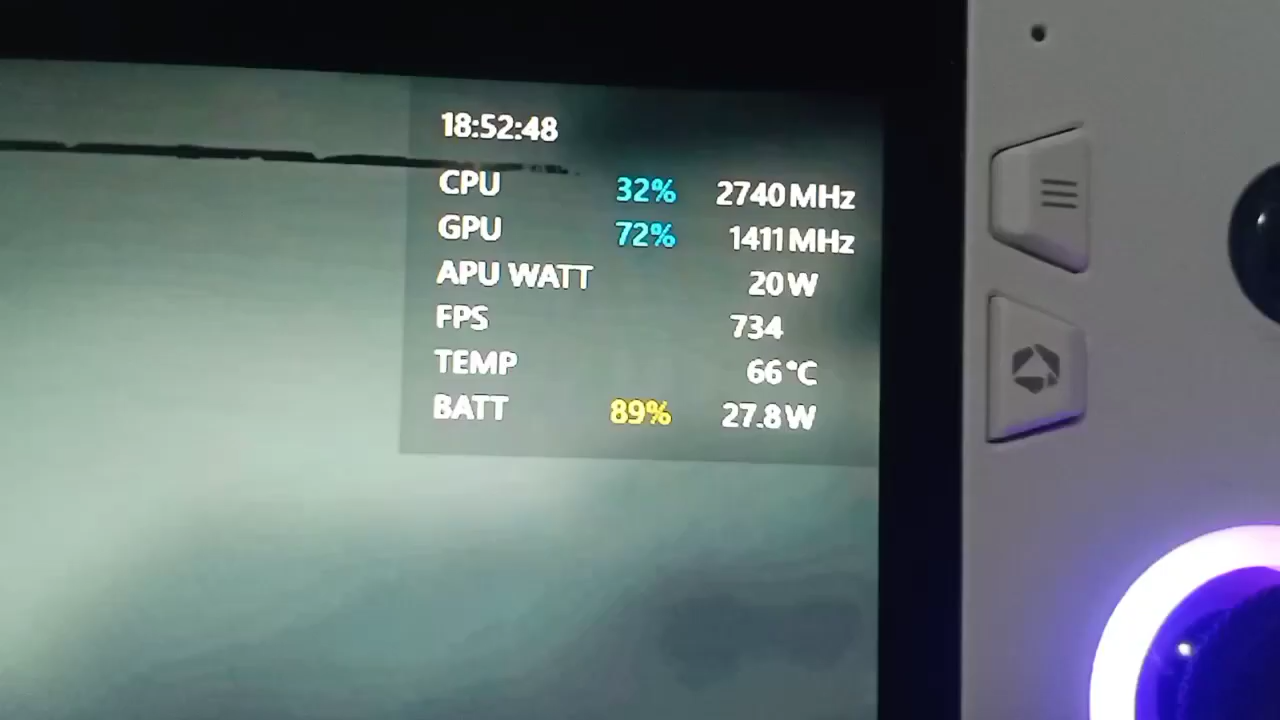 18:52:48
CPU 32% 2740 MHz
GPU 72% 1411 MHz
APU WATT 20 W
FPS 734
TEMP 66 °C
BATT 89% 27.8 W